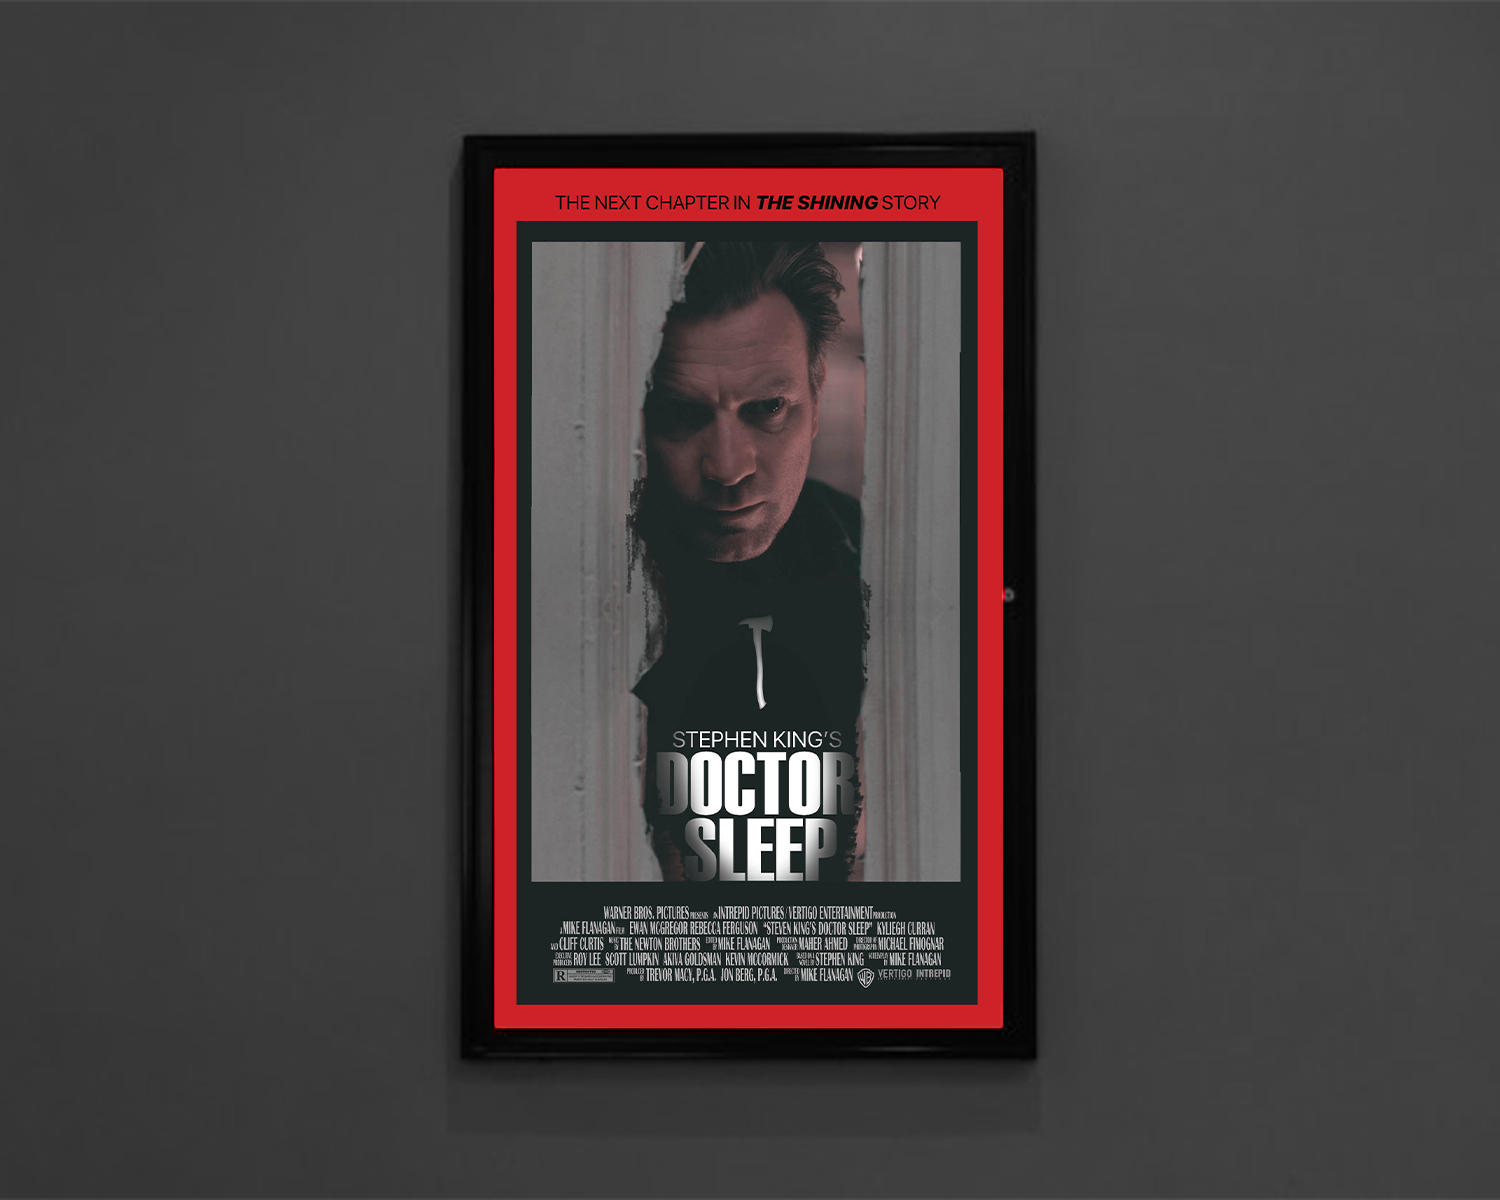 THE NEXT CHAPTER IN THE SHINING STORY
STEPHEN KING'S
DOCTOR
SLEEP
WARNER BROS. PICTURES PRESENTS AN INTREPID PICTURES / VERTIGO ENTERTAINMENT PRODUCTION
A MIKE FLANAGAN FILM EWAN MCGREGOR REBECCA FERGUSON "STEVEN KING'S DOCTOR SLEEP" KYLIEGH CURRAN
AND CLIFF CURTIS MUSIC BY THE NEWTON BROTHERS EDITED BY MIKE FLANAGAN PRODUCTION DESIGNER MAHER AHMED DIRECTOR OF PHOTOGRAPHY MICHAEL FIMOGNAR
EXECUTIVE PRODUCERS ROY LEE SCOTT LUMPKIN AKIVA GOLDSMAN KEVIN MCCORMICK BASED ON A NOVEL BY STEPHEN KING SCREENPLAY BY MIKE FLANAGAN
R RESTRICTED PRODUCED BY TREVOR MACY, P.G.A. JON BERG, P.G.A. DIRECTED BY MIKE FLANAGAN WB VERTIGO INTREPID